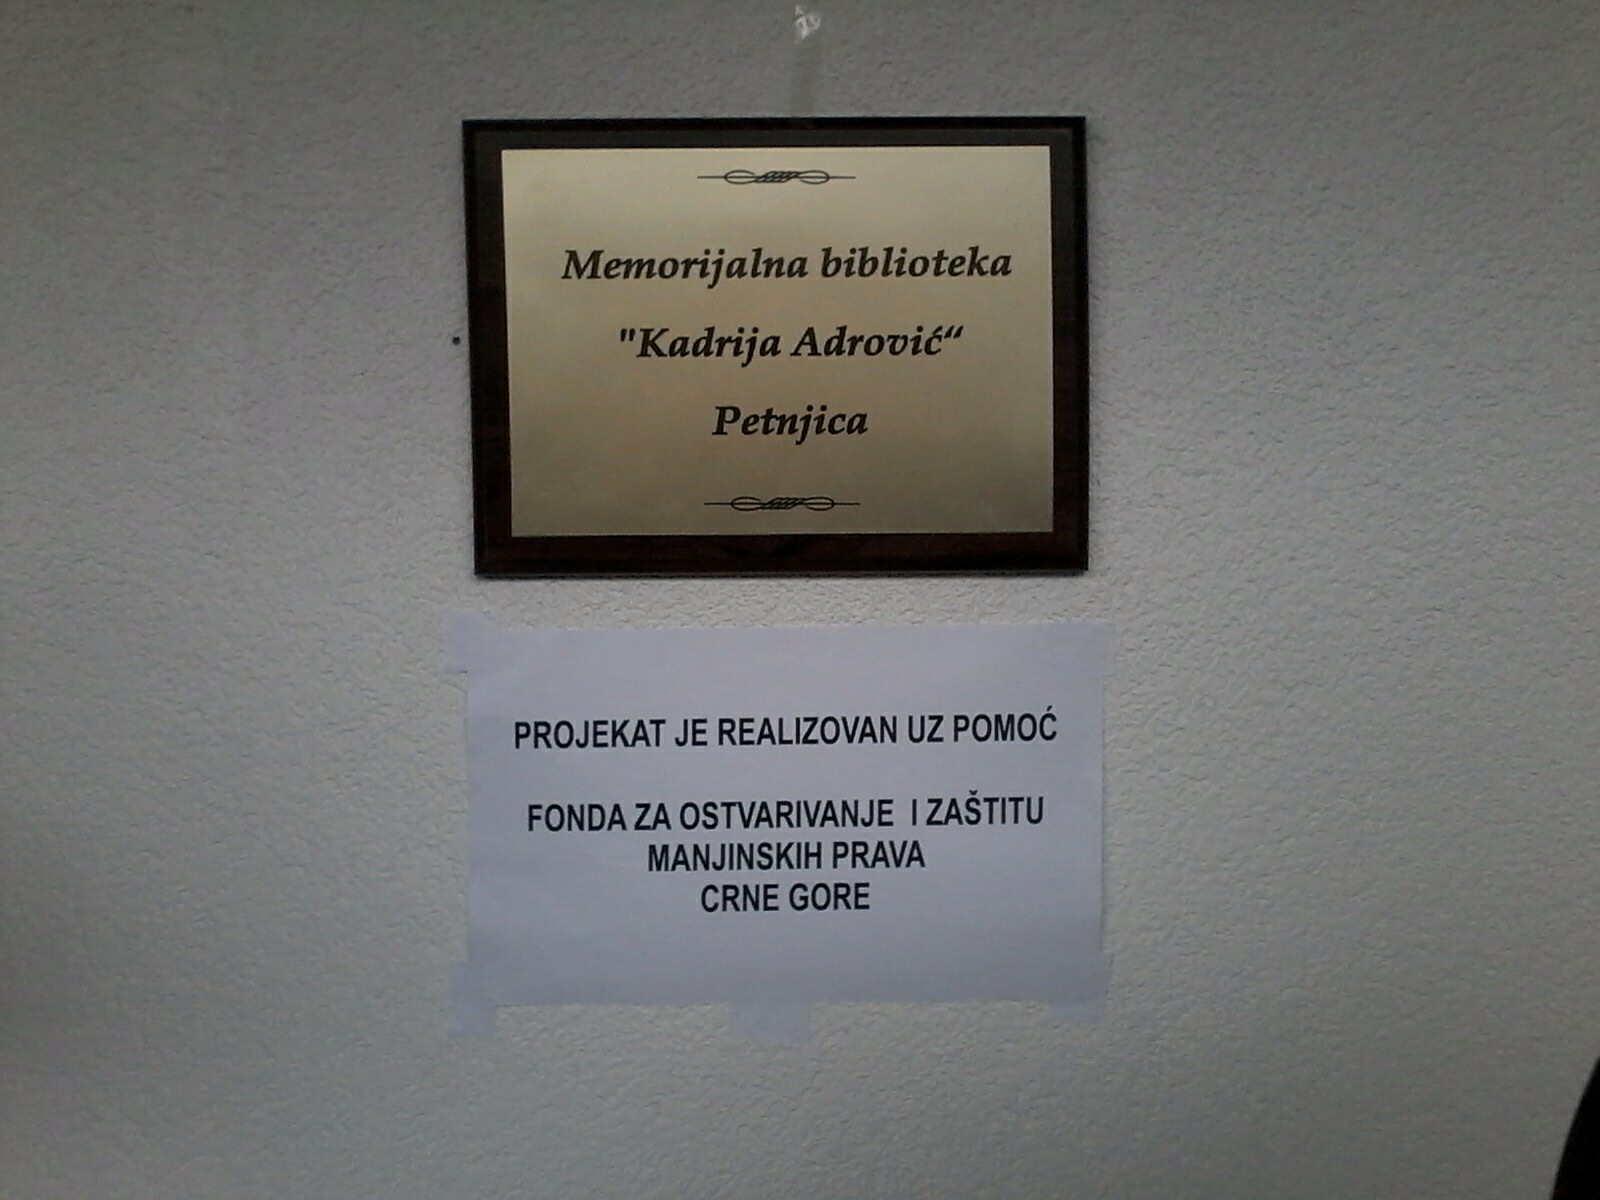 Memorijalna biblioteka
"Kadrija Adrović“
Petnjica
PROJEKAT JE REALIZOVAN UZ POMOĆ
FONDA ZA OSTVARIVANJE I ZAŠTITU
MANJINSKIH PRAVA
CRNE GORE